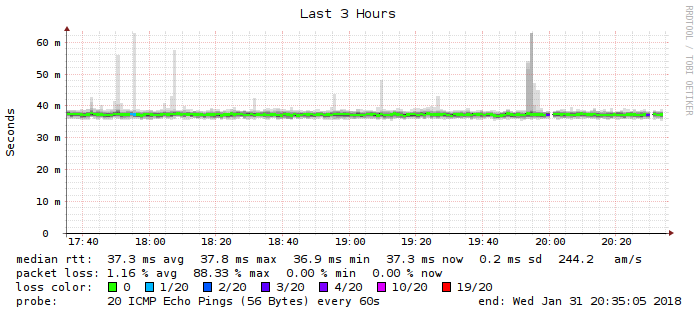 Last 3 Hours
RRDTOOL / TOBI OETIKER
Seconds
60 m
50 m
40 m
30 m
20 m
10 m
0
17:40 18:00 18:20 18:40 19:00 19:20 19:40 20:00 20:20
median rtt: 37.3 ms avg 37.8 ms max 36.9 ms min 37.3 ms now 0.2 ms sd 244.2 am/s
packet loss: 1.16 % avg 88.33 % max 0.00 % min 0.00 % now
loss color: 0 1/20 2/20 3/20 4/20 10/20 19/20
probe: 20 ICMP Echo Pings (56 Bytes) every 60s end: Wed Jan 31 20:35:05 2018